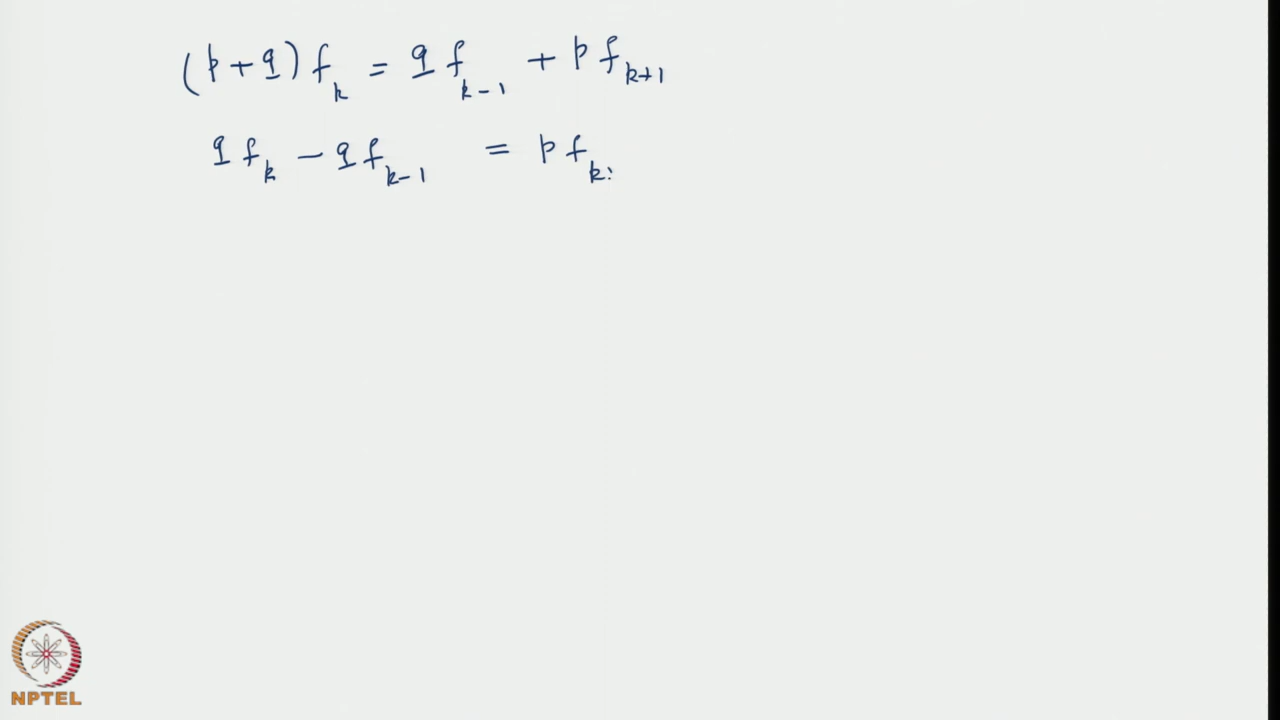 (p+q) f_k = q f_{k-1} + p f_{k+1}
q f_k - q f_{k-1} = p f_k
NPTEL